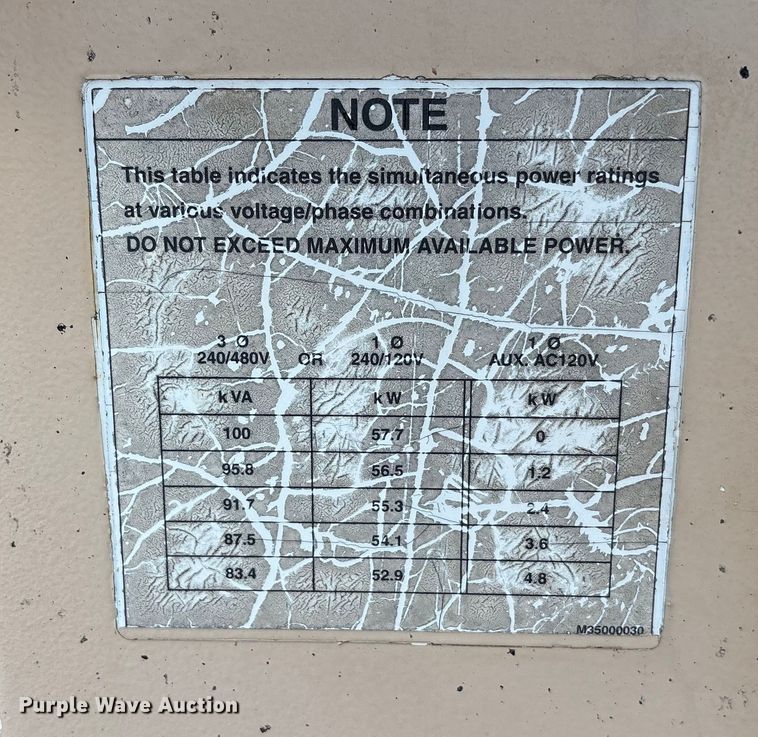 NOTE
This table indicates the simultaneous power ratings
at various voltage/phase combinations.
DO NOT EXCEED MAXIMUM AVAILABLE POWER.
3 Ø 1 Ø 1 Ø
240/480V OR 240/120V AUX. AC120V
kVA kW kW
100 57.7 0
95.8 56.5 1.2
91.7 55.3 2.4
87.5 54.1 3.6
83.4 52.9 4.8
M35000030
Purple Wave Auction